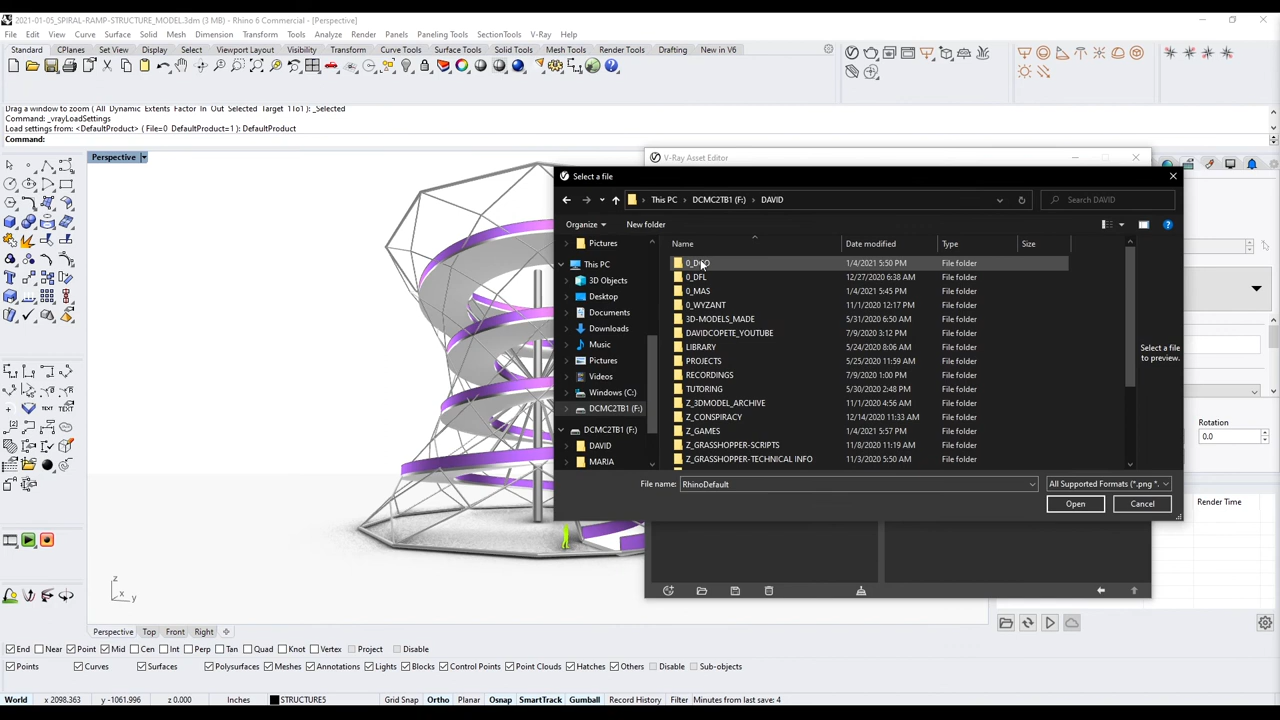 2021-01-05_SPIRAL-RAMP-STRUCTURE_MODEL.3dm (3 MB) - Rhino 6 Commercial - [Perspective]
File Edit View Curve Surface Solid Mesh Dimension Transform Tools Analyze Render Panels Paneling Tools SectionTools V-Ray Help
Standard CPlanes Set View Display Select Viewport Layout Visibility Transform Curve Tools Surface Tools Solid Tools Mesh Tools Render Tools Drafting New in V6
Drag a window to zoom ( All Dynamic Extents Factor In Out Selected Target 1To1 ): _Selected
Command: _vrayLoadSettings
Load settings from: <DefaultProduct> ( File=0 DefaultProduct=1 ): DefaultProduct
Command:
Perspective
V-Ray Asset Editor
Select a file
This PC DCMC2TB1 (F:) DAVID
Search DAVID
Organize New folder
Name Date modified Type Size
Pictures
This PC
3D Objects
Desktop
Documents
Downloads
Music
Pictures
Videos
Windows (C:)
DCMC2TB1 (F:)
DCMC2TB1 (F:)
DAVID
MARIA
1/4/2021 5:50 PM File folder
0_DFL 12/27/2020 6:38 AM File folder
0_MAS 1/4/2021 5:45 PM File folder
0_WYZANT 11/1/2020 12:17 PM File folder
3D-MODELS_MADE 5/31/2020 6:50 AM File folder
DAVIDCOPETE_YOUTUBE 7/9/2020 3:12 PM File folder
LIBRARY 5/24/2020 8:06 AM File folder
PROJECTS 5/25/2020 11:59 AM File folder
RECORDINGS 7/9/2020 1:00 PM File folder
TUTORING 5/30/2020 2:48 PM File folder
Z_3DMODEL_ARCHIVE 11/1/2020 4:56 AM File folder
Z_CONSPIRACY 12/14/2020 11:33 AM File folder
Z_GAMES 1/4/2021 5:57 PM File folder
Z_GRASSHOPPER-SCRIPTS 11/8/2020 11:19 AM File folder
Z_GRASSHOPPER-TECHNICAL INFO 11/3/2020 5:50 AM File folder
Select a file to preview.
File name: RhinoDefault
All Supported Formats (*.png *.
Open Cancel
Rotation
0.0
Render Time
TEXT TEXT
z
x y
Perspective Top Front Right
End Near Point Mid Cen Int Perp Tan Quad Knot Vertex Project Disable
Points Curves Surfaces Polysurfaces Meshes Annotations Lights Blocks Control Points Point Clouds Hatches Others Disable Sub-objects
World x 2098.363 y -1061.996 z 0.000 Inches STRUCTURE5 Grid Snap Ortho Planar Osnap SmartTrack Gumball Record History Filter Minutes from last save: 4